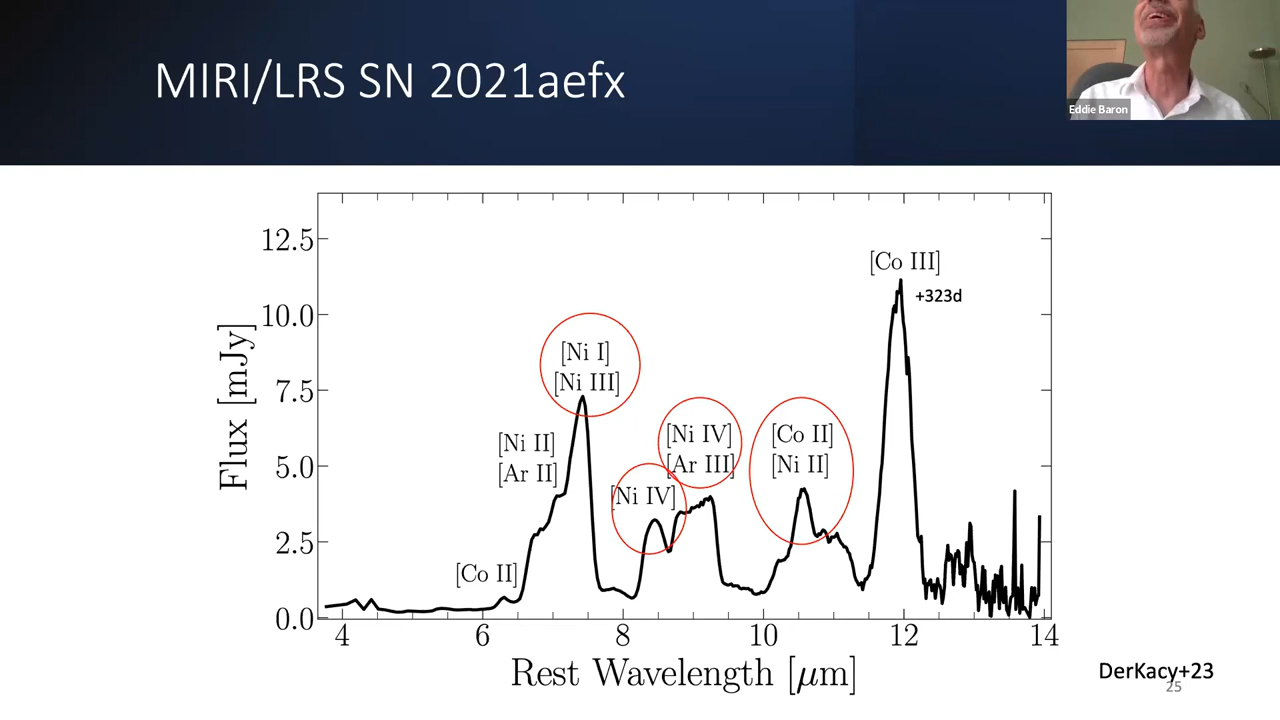 MIRI/LRS SN 2021aefx
Eddie Baron
12.5
10.0
7.5
5.0
2.5
0.0
Flux [mJy]
[Co III]
+323d
[Ni I]
[Ni III]
[Ni II]
[Ar II]
[Ni IV]
[Ar III]
[Co II]
[Ni II]
[Ni IV]
[Co II]
4 6 8 10 12 14
Rest Wavelength [μm]
DerKacy+23
25